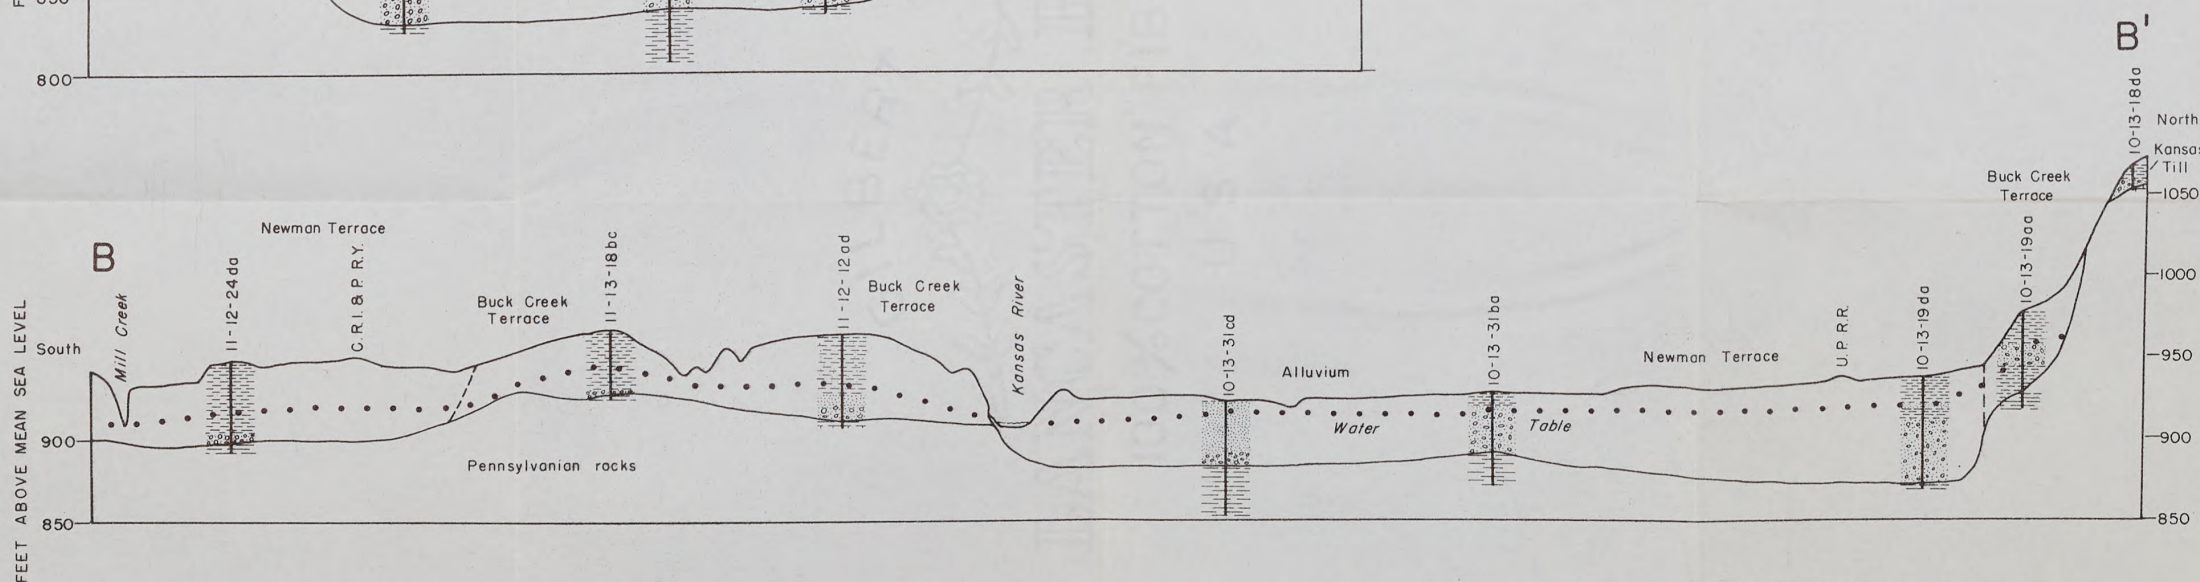 800
B'
10-13-18da
North
Till
1050
Buck Creek
Terrace
10-13-19aa
1000
Newman Terrace
B
Mill Creek
11-12-24da
C.R.I. & P. R.Y.
Buck Creek
Terrace
11-13-18bc
11-12-12ad
Buck Creek
Terrace
Kansas River
10-13-31cd
Alluvium
10-13-31ba
Newman Terrace
U. P. R.R.
10-13-19da
950
South
FEET ABOVE MEAN SEA LEVEL
900
Water Table
900
Pennsylvanian rocks
850
850